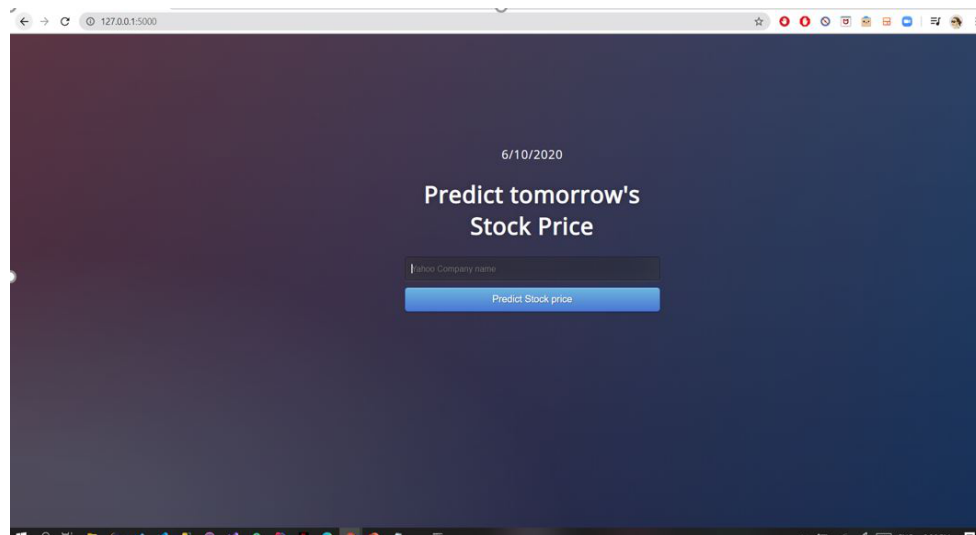 127.0.0.1:5000
6/10/2020
Predict tomorrow's
Stock Price
Yahoo Company name
Predict Stock price